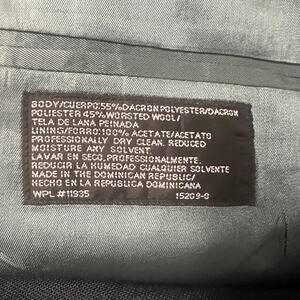 BODY/CUERPO:55%DACRON POLYESTER/DACRON
POLIESTER 45% WORSTED WOOL/
TELA DE LANA PEINADA
LINING/FORRO:100% ACETATE/ACETATO
PROFESSIONALLY DRY CLEAN. REDUCED
MOISTURE ANY SOLVENT.
LAVAR EN SECO, PROFESIONALMENTE.
REDUCIR LA HUMEDAD CUALQUIER SOLVENTE
MADE IN THE DOMINICAN REPUBLIC/
HECHO EN LA REPUBLICA DOMINICANA
WPL #11935 15209-0